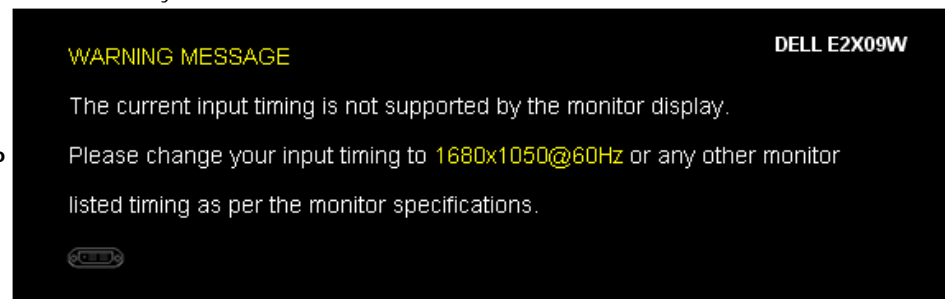 DELL E2X09W
WARNING MESSAGE
The current input timing is not supported by the monitor display.
Please change your input timing to 1680x1050@60Hz or any other monitor
listed timing as per the monitor specifications.